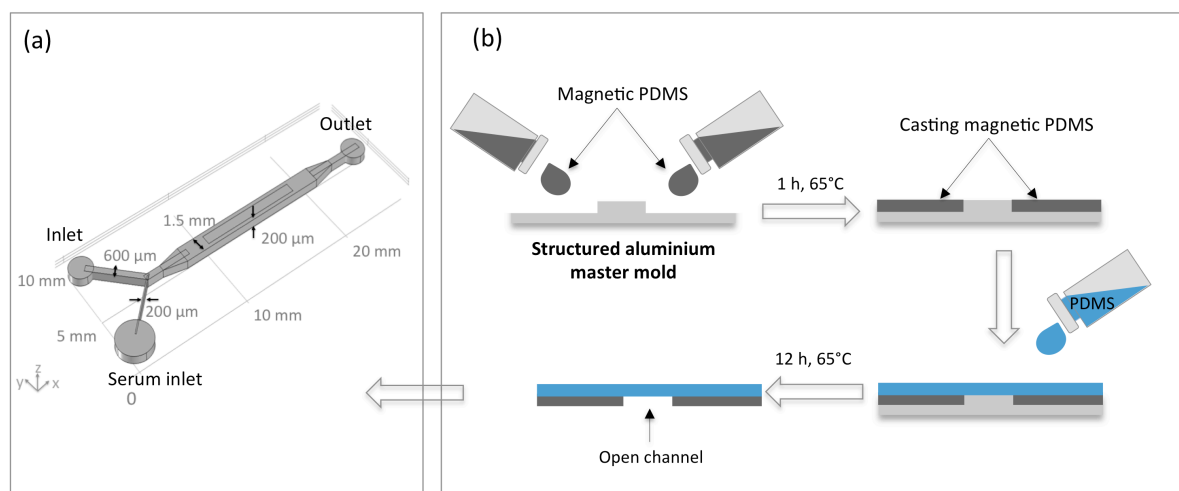 (a)
Outlet
1.5 mm
200 µm
Inlet
600 µm
20 mm
10 mm
200 µm
10 mm
5 mm
Serum inlet
0
z
y
x
(b)
Magnetic PDMS
Casting magnetic PDMS
1 h, 65°C
Structured aluminium
master mold
PDMS
12 h, 65°C
Open channel